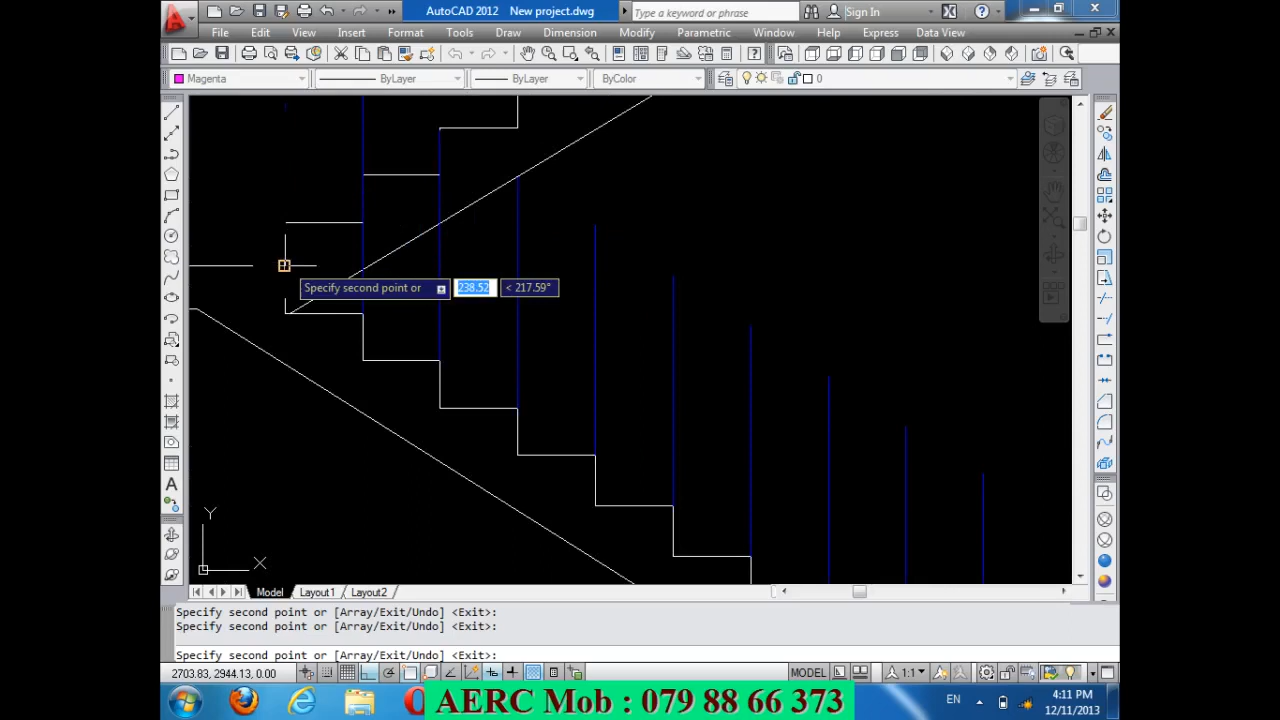 AutoCAD 2012 New project.dwg
Type a keyword or phrase
Sign In
File Edit View Insert Format Tools Draw Dimension Modify Parametric Window Help Express Data View
Magenta
ByLayer
ByLayer
ByColor
0
Specify second point or
238.52
< 217.59°
Y
X
Model Layout1 Layout2
Specify second point or [Array/Exit/Undo] <Exit>:
Specify second point or [Array/Exit/Undo] <Exit>:
Specify second point or [Array/Exit/Undo] <Exit>:
2703.83, 2944.13, 0.00
MODEL
1:1
AERC Mob : 079 88 66 373
EN
4:11 PM
12/11/2013